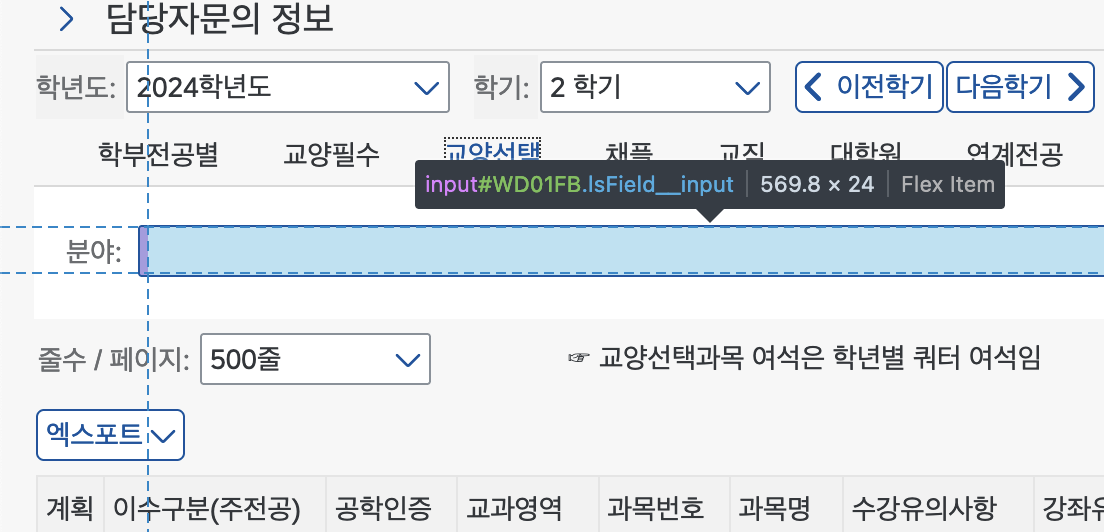 담당자문의 정보
학년도: 2024학년도 학기: 2 학기 이전학기 다음학기
학부전공별 교양필수 교양선택 채플 교직 대학원 연계전공
input#WD01FB.lsField__input 569.8 × 24 Flex Item
분야:
줄수 / 페이지: 500줄 ☞ 교양선택과목 여석은 학년별 쿼터 여석임
엑스포트
계획 이수구분(주전공) 공학인증 교과영역 과목번호 과목명 수강유의사항